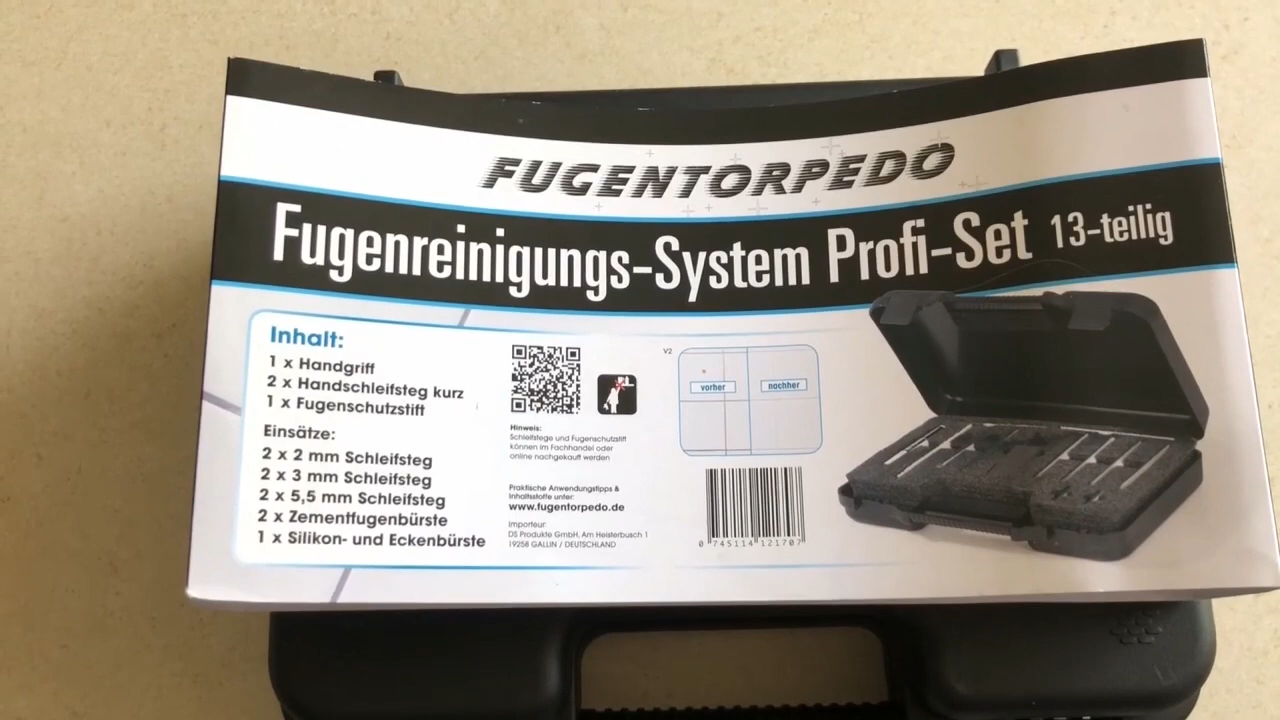 FUGENTORPEDO
Fugenreinigungs-System Profi-Set 13-teilig
Inhalt:
1 x Handgriff
2 x Handschleifsteg kurz
1 x Fugenschutzstift
Einsätze:
2 x 2 mm Schleifsteg
2 x 3 mm Schleifsteg
2 x 5,5 mm Schleifsteg
2 x Zementfugenbürste
1 x Silikon- und Eckenbürste
Hinweis:
Schleifstege und Fugenschutzstift
können im Fachhandel oder
online nachgekauft werden
Praktische Anwendungstipps &
Inhaltsstoffe unter:
www.fugentorpedo.de
Importeur:
DS Produkte GmbH, Am Heisterbusch 1
19258 GALLIN / DEUTSCHLAND
V2
vorher
nachher
0 745114 121707